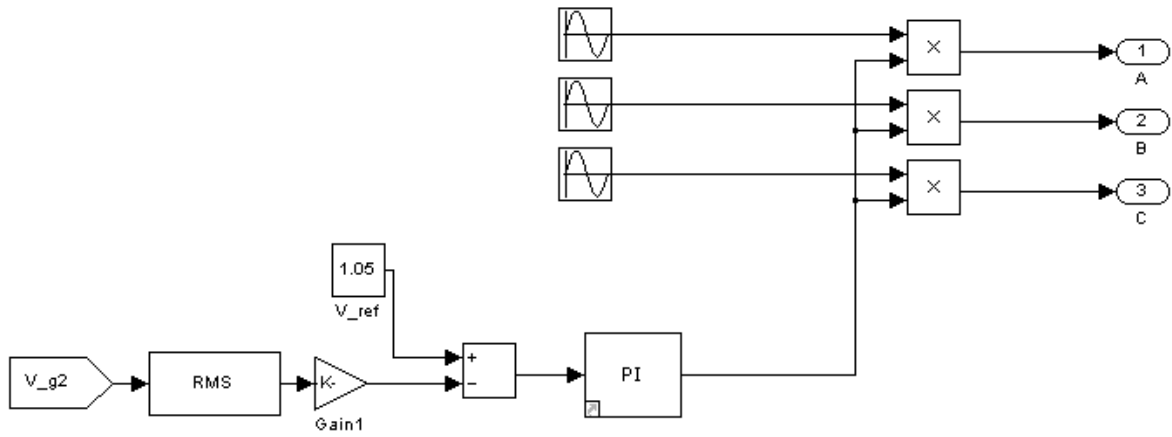 ×
1
A
×
2
B
×
3
C
1.05
V_ref
V_g2
RMS
K-
Gain1
+
−
PI